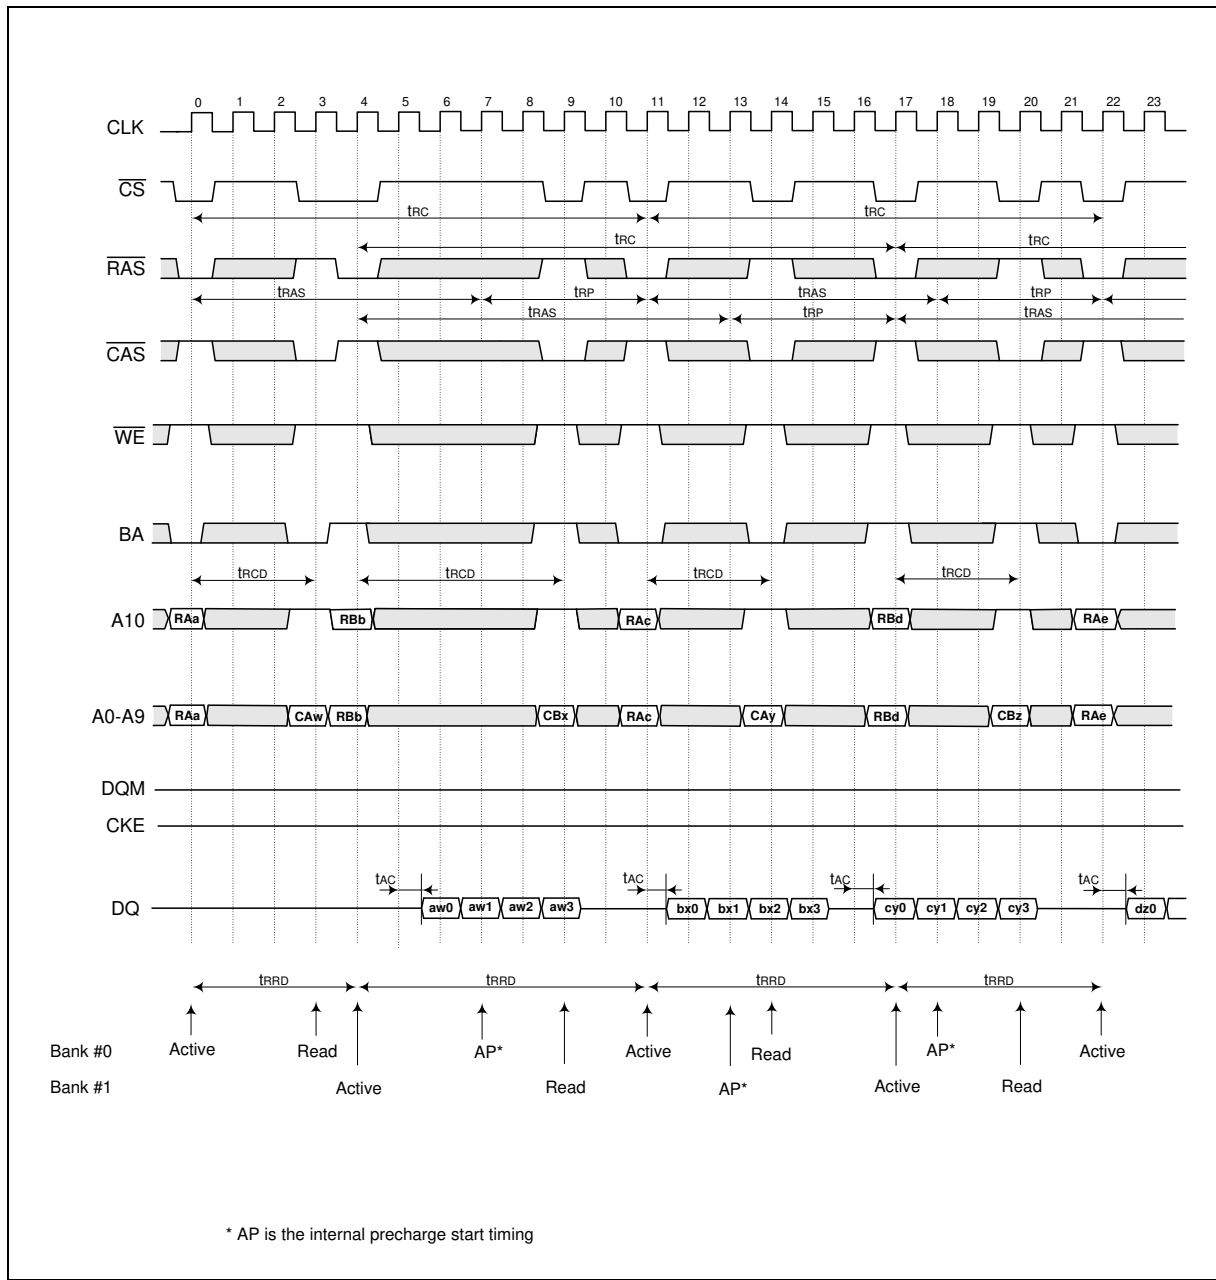 0 1 2 3 4 5 6 7 8 9 10 11 12 13 14 15 16 17 18 19 20 21 22 23
CLK
CS
tRC tRC
tRC tRC
RAS
tRAS tRP tRAS tRP
tRAS tRP tRAS
CAS
WE
BA
tRCD tRCD tRCD tRCD
A10 RAa RBb RAc RBd RAe
A0-A9 RAa CAw RBb CBx RAc CAy RBd CBz RAe
DQM
CKE
tAC tAC tAC tAC
DQ aw0 aw1 aw2 aw3 bx0 bx1 bx2 bx3 cy0 cy1 cy2 cy3 dz0
tRRD tRRD tRRD tRRD
Bank #0 Active Read AP* Active Read AP* Active
Bank #1 Active Read AP* Active Read
* AP is the internal precharge start timing